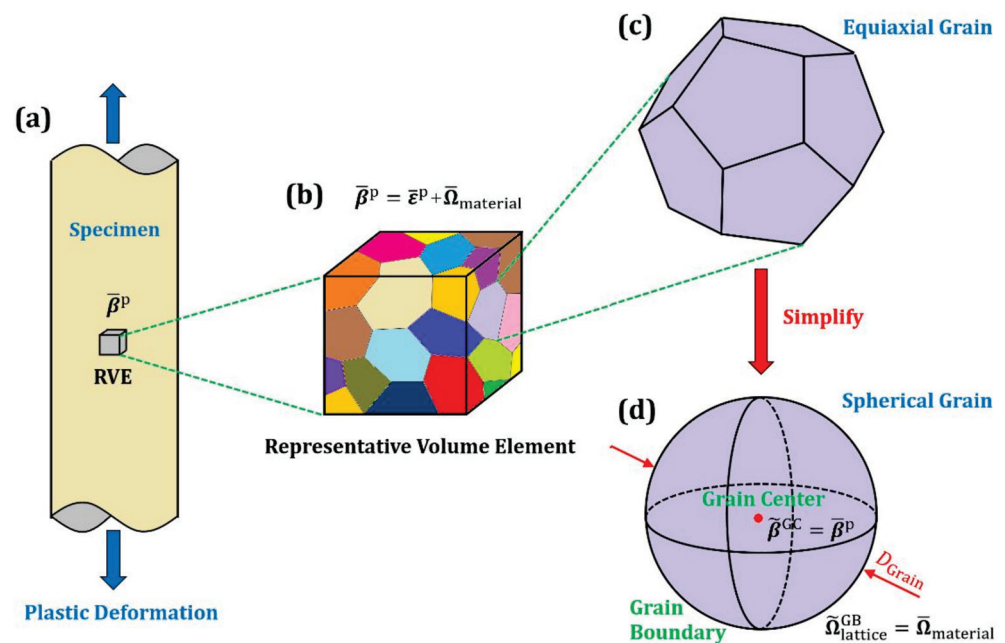 (a)
Specimen
β̄ᵖ
RVE
Plastic Deformation
(b)
β̄ᵖ = ε̄ᵖ + Ω̄material
Representative Volume Element
(c)
Equiaxial Grain
Simplify
(d)
Spherical Grain
Grain Center
β̃ᴳᶜ = β̄ᵖ
DGrain
Grain
Boundary
Ω̃ᴳᴮlattice = Ω̄material